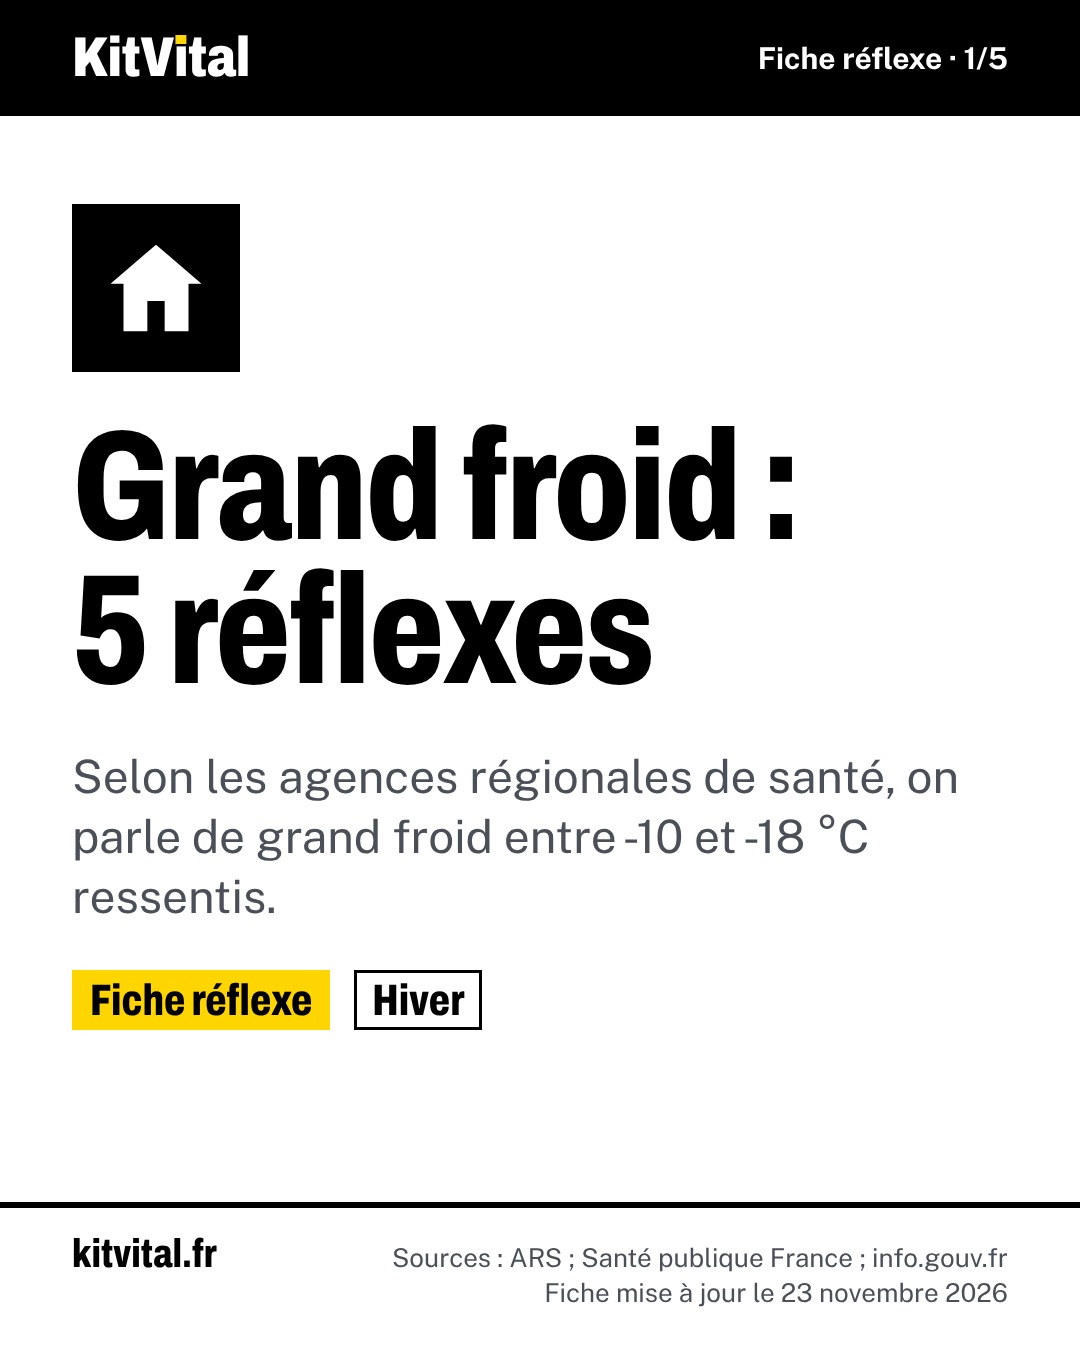 KitVital
Fiche réflexe · 1/5
Grand froid :
5 réflexes
Selon les agences régionales de santé, on
parle de grand froid entre -10 et -18 °C
ressentis.
Fiche réflexe
Hiver
kitvital.fr
Sources : ARS ; Santé publique France ; info.gouv.fr
Fiche mise à jour le 23 novembre 2026